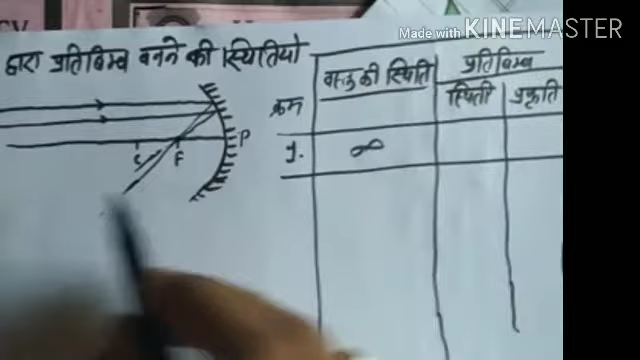 Made with KINEMASTER
द्वारा प्रतिबिम्ब बनने की स्थितियो
क्रम वस्तु की स्थिति प्रतिबिम्ब
स्थिती प्रकृति
1. ∞
C F P